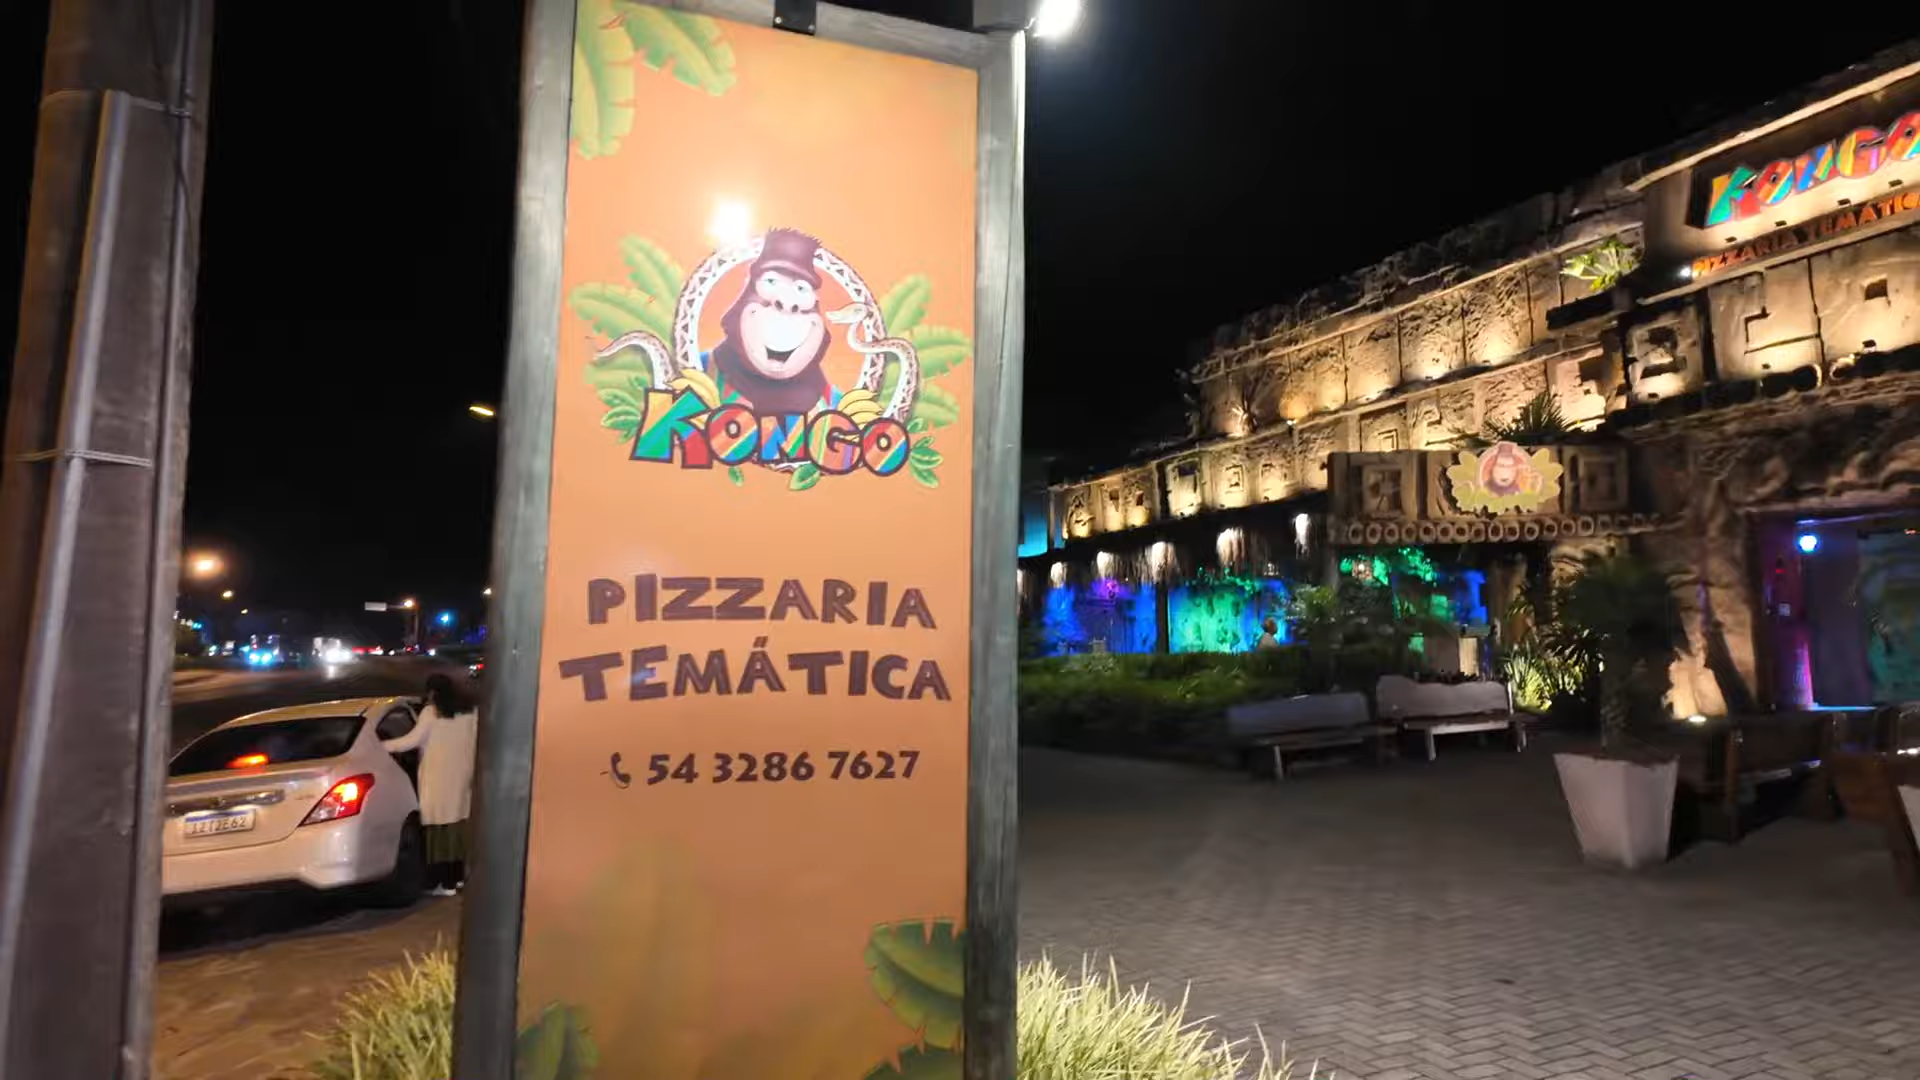 KONGO
PIZZARIA
TEMÁTICA
54 3286 7627
KONGO
PIZZARIA TEMÁTICA